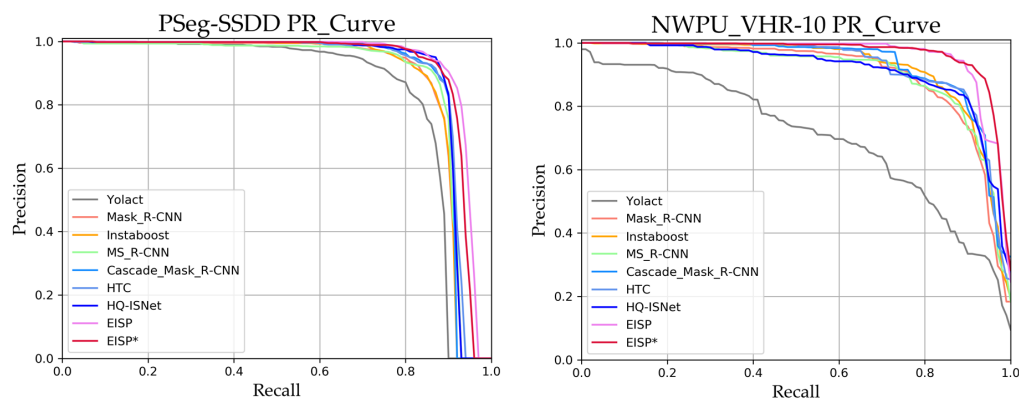 PSeg-SSDD PR_Curve
1.0
0.8
0.6
0.4
0.2
0.0
Precision
Yolact
Mask_R-CNN
Instaboost
MS_R-CNN
Cascade_Mask_R-CNN
HTC
HQ-ISNet
EISP
EISP*
0.0 0.2 0.4 0.6 0.8 1.0
Recall
NWPU_VHR-10 PR_Curve
1.0
0.8
0.6
0.4
0.2
0.0
Precision
Yolact
Mask_R-CNN
Instaboost
MS_R-CNN
Cascade_Mask_R-CNN
HTC
HQ-ISNet
EISP
EISP*
0.0 0.2 0.4 0.6 0.8 1.0
Recall